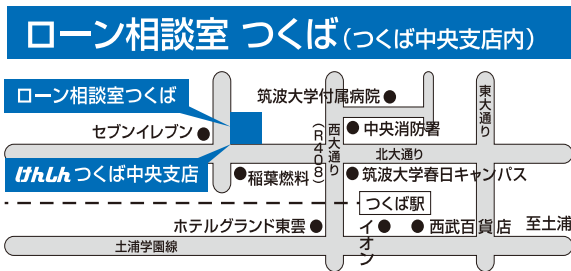 ローン相談室 つくば（つくば中央支店内）
ローン相談室つくば
筑波大学付属病院
東大通り
セブンイレブン
中央消防署
西大通り
（R408）
北大通り
けんしん つくば中央支店
稲葉燃料
筑波大学春日キャンパス
つくば駅
ホテルグランド東雲
イオン
西武百貨店
至土浦
土浦学園線